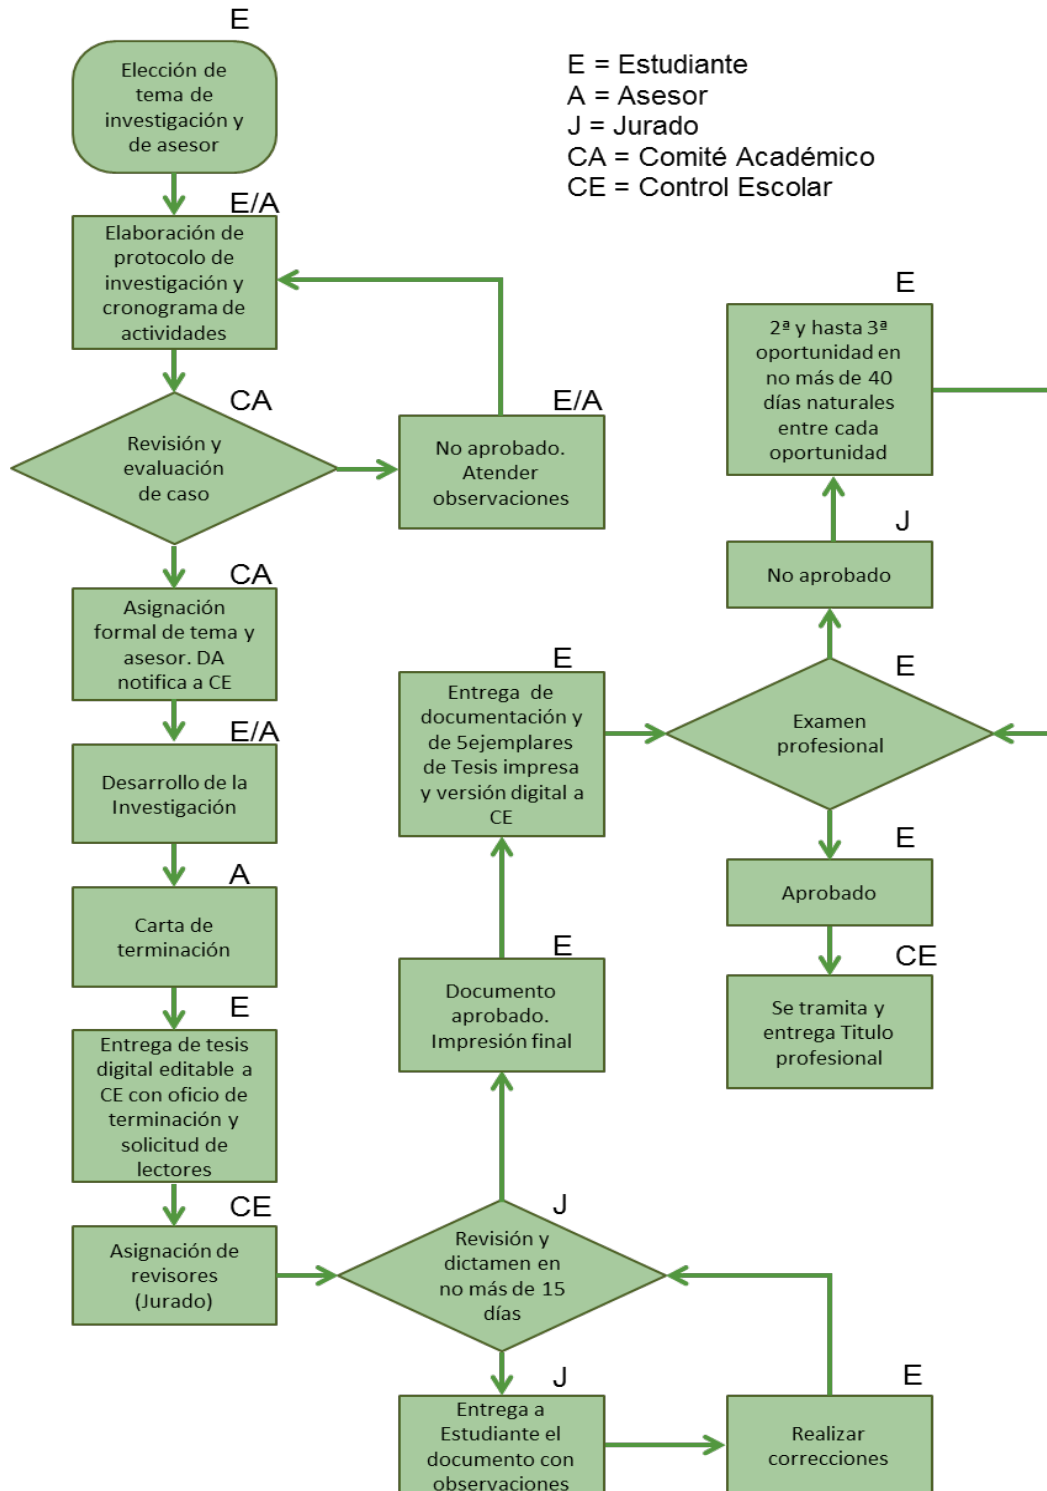 E
Elección de
tema de
investigación y
de asesor
E = Estudiante
A = Asesor
J = Jurado
CA = Comité Académico
CE = Control Escolar
E/A
Elaboración de
protocolo de
investigación y
cronograma de
actividades
CA
Revisión y
evaluación
de caso
E/A
No aprobado.
Atender
observaciones
CA
Asignación
formal de tema y
asesor. DA
notifica a CE
E/A
Desarrollo de la
Investigación
A
Carta de
terminación
E
Entrega de tesis
digital editable a
CE con oficio de
terminación y
solicitud de
lectores
CE
Asignación de
revisores
(Jurado)
J
Revisión y
dictamen en
no más de 15
días
J
Entrega a
Estudiante el
documento con
observaciones
E
Realizar
correcciones
E
Documento
aprobado.
Impresión final
E
Entrega de
documentación y
de 5ejemplares
de Tesis impresa
y versión digital a
CE
E
Examen
profesional
J
No aprobado
E
2ª y hasta 3ª
oportunidad en
no más de 40
días naturales
entre cada
oportunidad
E
Aprobado
CE
Se tramita y
entrega Titulo
profesional